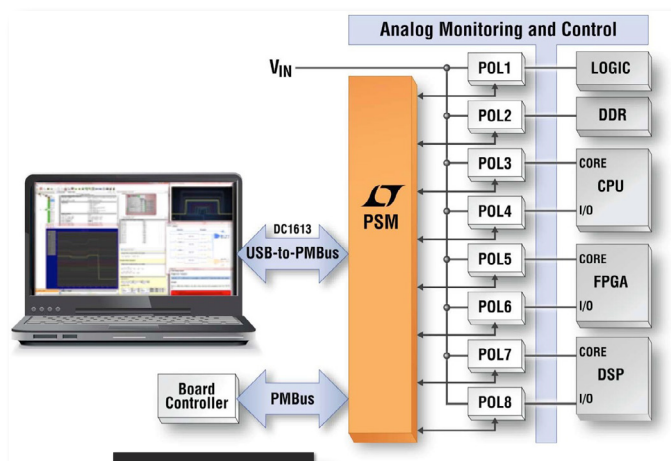 Analog Monitoring and Control
VIN
POL1
LOGIC
POL2
DDR
POL3
CORE
CPU
PSM
POL4
I/O
DC1613
USB-to-PMBus
POL5
CORE
FPGA
POL6
I/O
POL7
CORE
DSP
Board
Controller
PMBus
POL8
I/O